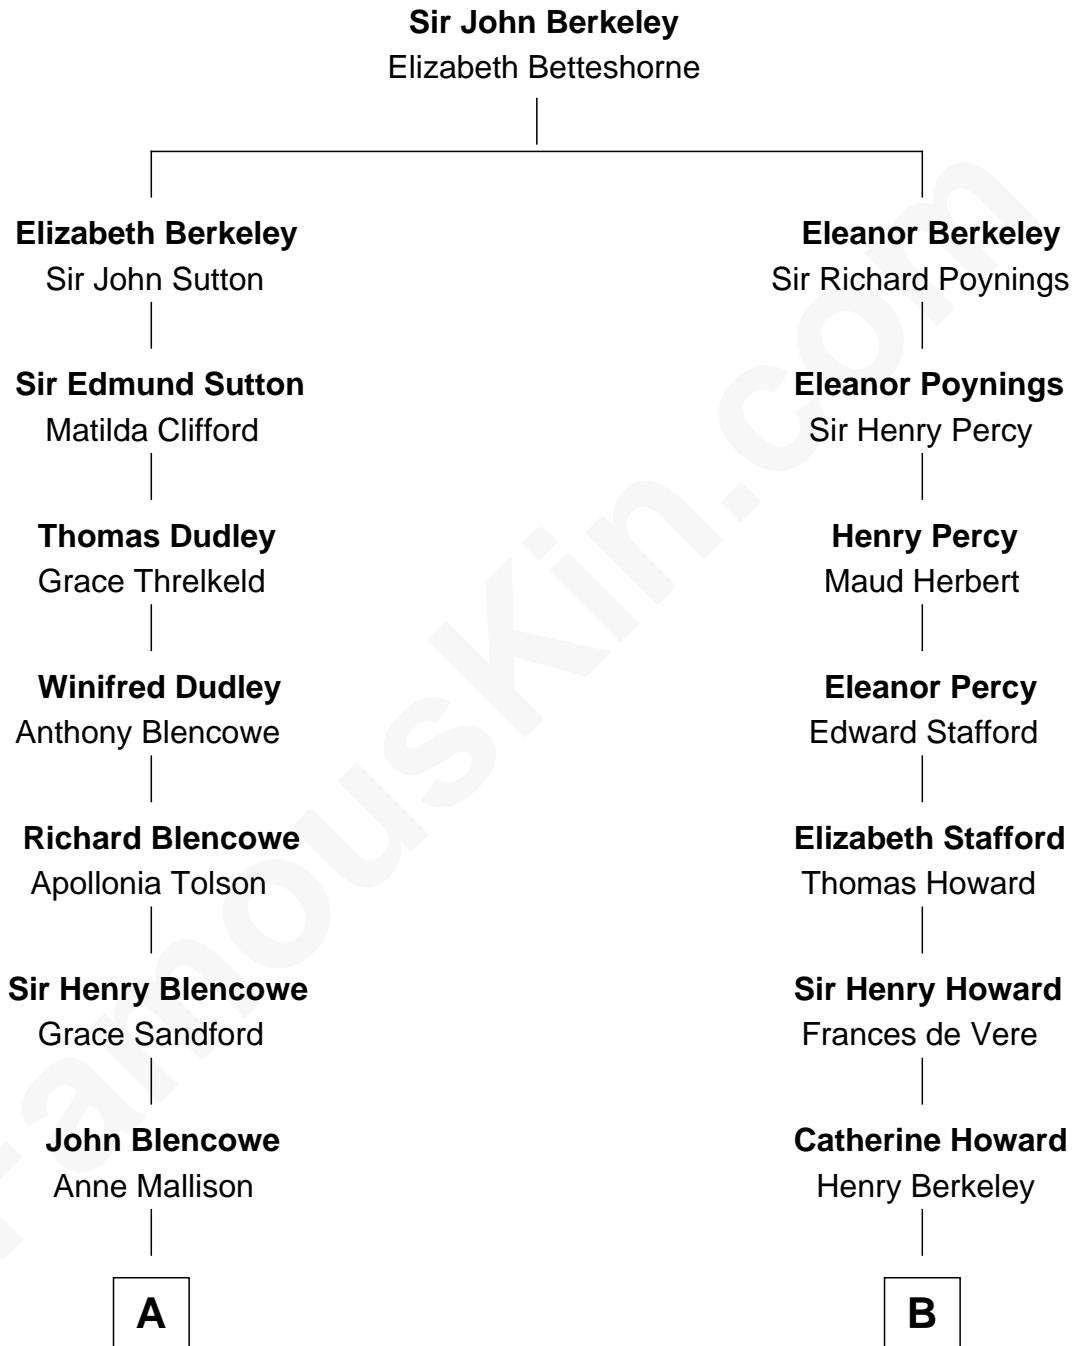 Sir John Berkeley
Elizabeth Betteshorne
Elizabeth Berkeley
Sir John Sutton
Eleanor Berkeley
Sir Richard Poynings
Sir Edmund Sutton
Matilda Clifford
Eleanor Poynings
Sir Henry Percy
Thomas Dudley
Grace Threlkeld
Henry Percy
Maud Herbert
Winifred Dudley
Anthony Blencowe
Eleanor Percy
Edward Stafford
Richard Blencowe
Apollonia Tolson
Elizabeth Stafford
Thomas Howard
Sir Henry Blencowe
Grace Sandford
Sir Henry Howard
Frances de Vere
John Blencowe
Anne Mallison
Catherine Howard
Henry Berkeley
A
B
FamousKin.com